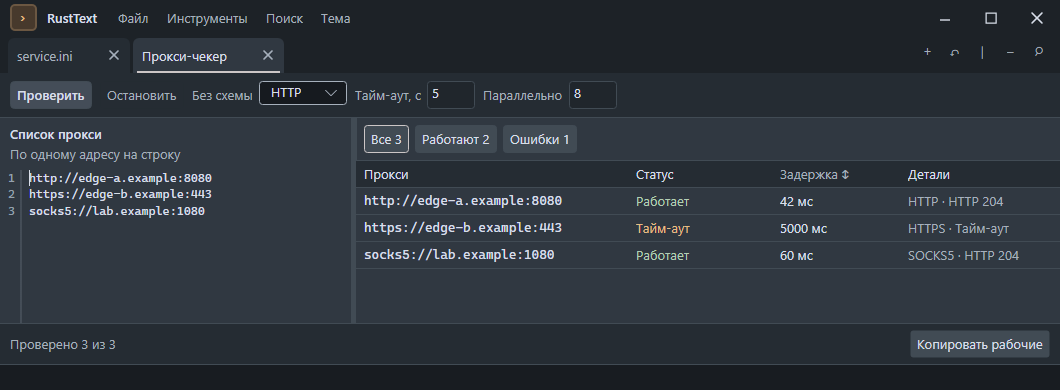 RustText Файл Инструменты Поиск Тема
service.ini Прокси-чекер
Проверить Остановить Без схемы HTTP Тайм-аут, с 5 Параллельно 8
Список прокси
По одному адресу на строку
1 http://edge-a.example:8080
2 https://edge-b.example:443
3 socks5://lab.example:1080
Все 3 Работают 2 Ошибки 1
Прокси Статус Задержка ↕ Детали
http://edge-a.example:8080 Работает 42 мс HTTP · HTTP 204
https://edge-b.example:443 Тайм-аут 5000 мс HTTPS · Тайм-аут
socks5://lab.example:1080 Работает 60 мс SOCKS5 · HTTP 204
Проверено 3 из 3 Копировать рабочие